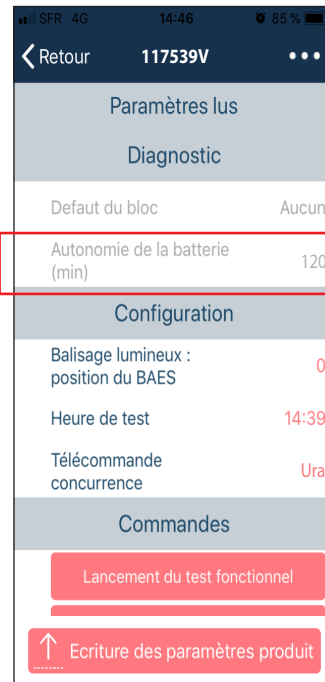 SFR 4G 14:46 85 %
Retour 117539V
Paramètres lus
Diagnostic
Defaut du bloc Aucun
Autonomie de la batterie
(min) 120
Configuration
Balisage lumineux :
position du BAES 0
Heure de test 14:39
Télécommande
concurrence Ura
Commandes
Lancement du test fonctionnel
Ecriture des paramètres produit